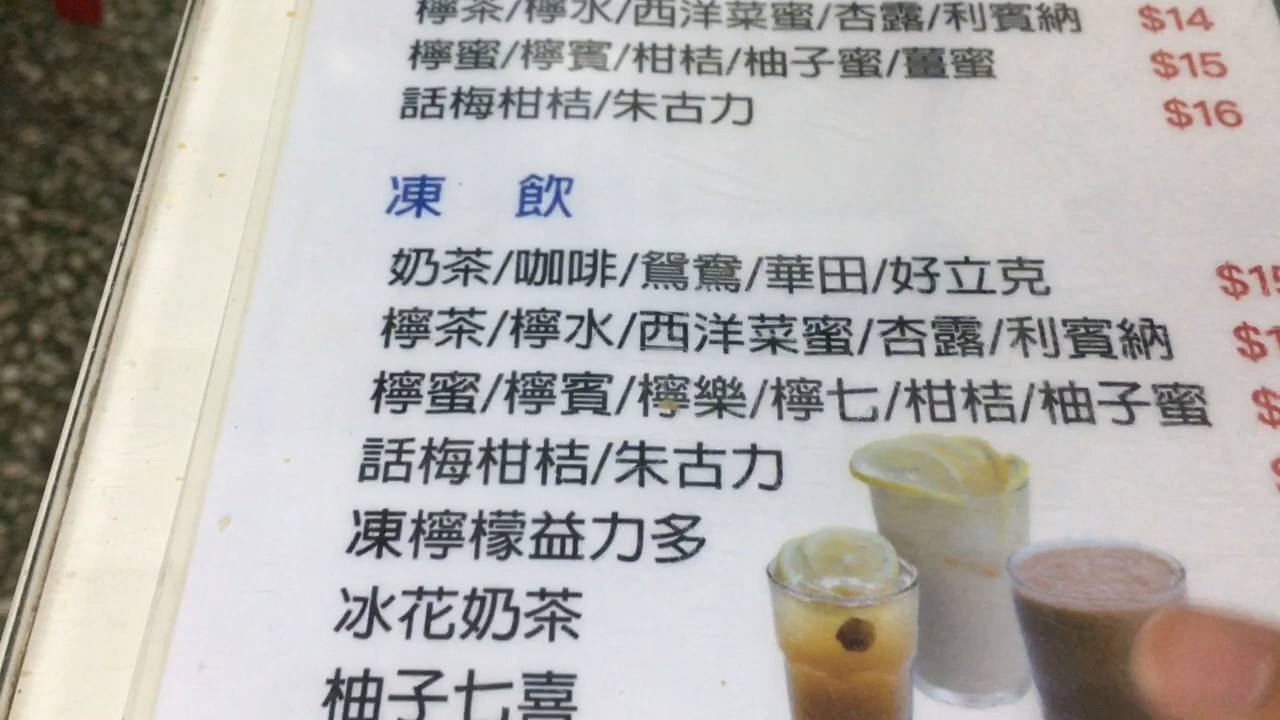 檸茶/檸水/西洋菜蜜/杏露/利賓納 $14
檸蜜/檸賓/柑桔/柚子蜜/薑蜜 $15
話梅柑桔/朱古力 $16
凍 飲
奶茶/咖啡/鴛鴦/華田/好立克 $15
檸茶/檸水/西洋菜蜜/杏露/利賓納 $1
檸蜜/檸賓/檸樂/檸七/柑桔/柚子蜜 $
話梅柑桔/朱古力
凍檸檬益力多
冰花奶茶
柚子七喜